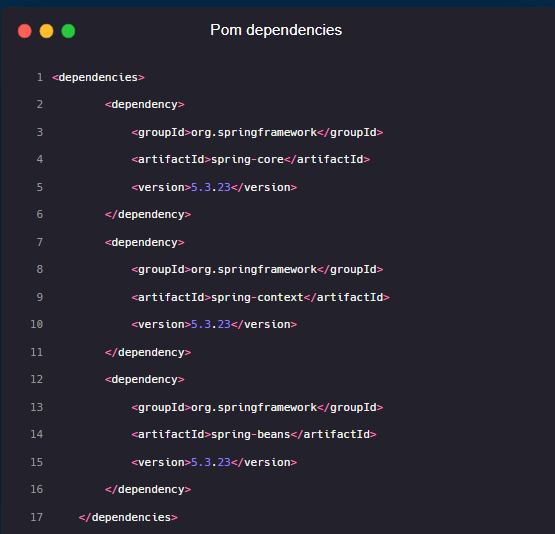 Pom dependencies
1 <dependencies>
2 <dependency>
3 <groupId>org.springframework</groupId>
4 <artifactId>spring-core</artifactId>
5 <version>5.3.23</version>
6 </dependency>
7 <dependency>
8 <groupId>org.springframework</groupId>
9 <artifactId>spring-context</artifactId>
10 <version>5.3.23</version>
11 </dependency>
12 <dependency>
13 <groupId>org.springframework</groupId>
14 <artifactId>spring-beans</artifactId>
15 <version>5.3.23</version>
16 </dependency>
17 </dependencies>